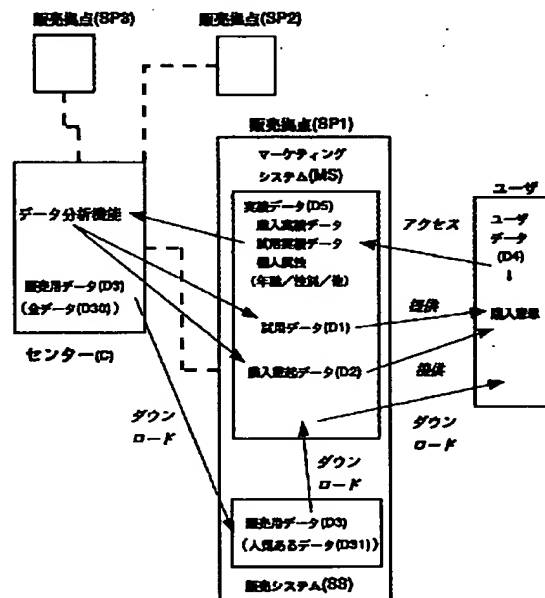 販売拠点(SP3)
販売拠点(SP2)
販売拠点(SP1)
マーケティング
システム(MS)
実績データ(D5)
購入実績データ
試用実績データ
個人属性
(年齢／性別／他)
試用データ(D1)
購入喚起データ(D2)
データ分析機能
販売用データ(D3)
(全データ(D30))
センター(C)
ユーザ
ユーザ
データ
(D4)
↓
購入意欲
アクセス
提供
提供
ダウン
ロード
ダウン
ロード
ダウン
ロード
販売用データ(D3)
(人気あるデータ(D31))
販売システム(SS)